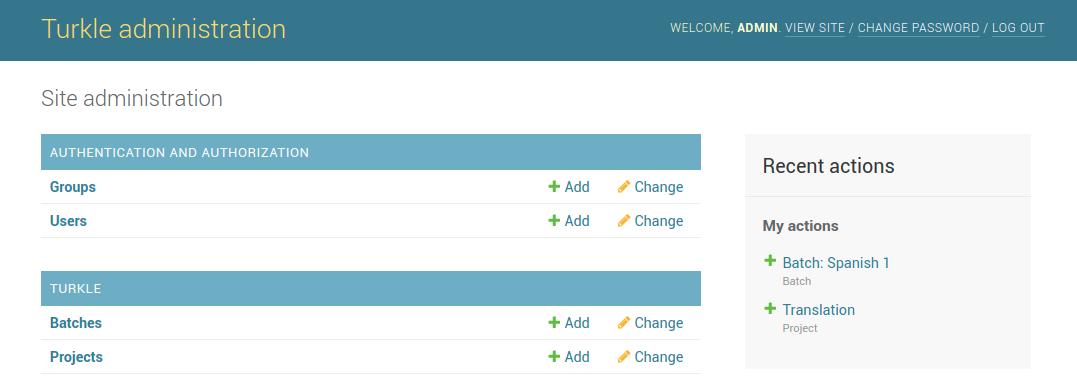 Turkle administration
WELCOME, ADMIN. VIEW SITE / CHANGE PASSWORD / LOG OUT
Site administration
AUTHENTICATION AND AUTHORIZATION
Groups Add Change
Users Add Change
TURKLE
Batches Add Change
Projects Add Change
Recent actions
My actions
Batch: Spanish 1
Batch
Translation
Project